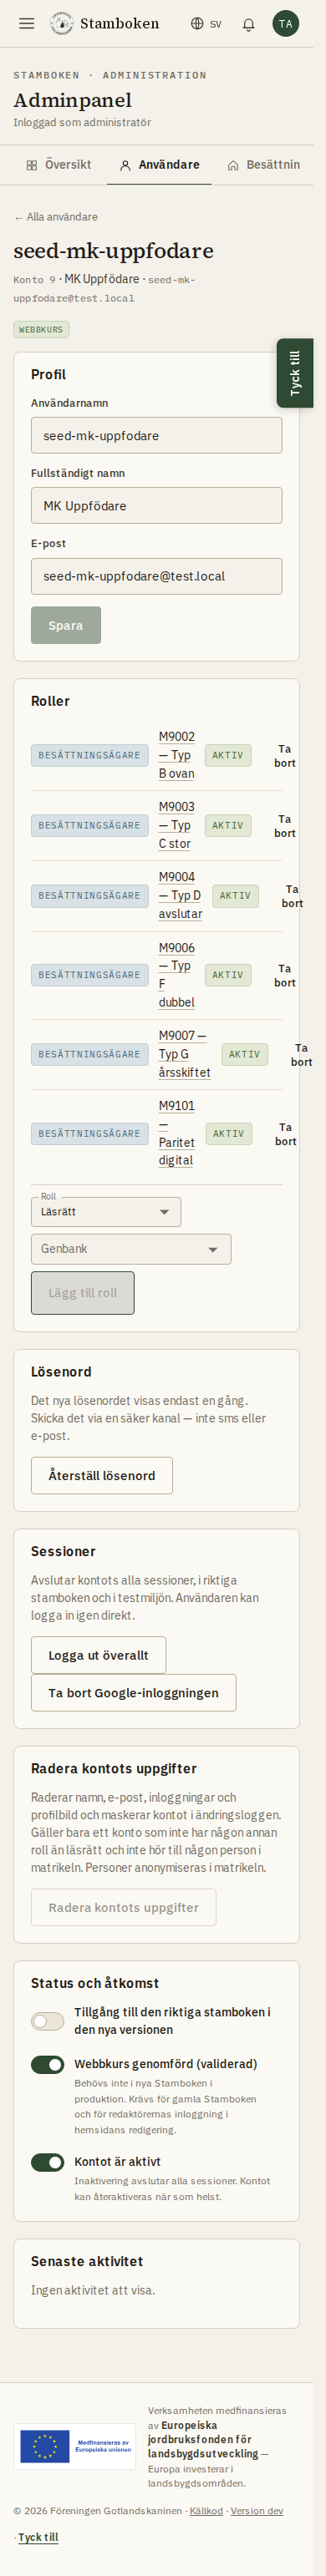 Stamboken
SV
TA
STAMBOKEN · ADMINISTRATION
Adminpanel
Inloggad som administratör
Översikt
Användare
Besättnin
← Alla användare
seed-mk-uppfodare
Konto 9 · MK Uppfödare · seed-mk-
uppfodare@test.local
WEBBKURS
Tyck till
Profil
Användarnamn
seed-mk-uppfodare
Fullständigt namn
MK Uppfödare
E-post
seed-mk-uppfodare@test.local
Spara
Roller
BESÄTTNINGSÄGARE
M9002
— Typ
B ovan
AKTIV
Ta
bort
BESÄTTNINGSÄGARE
M9003
— Typ
C stor
AKTIV
Ta
bort
BESÄTTNINGSÄGARE
M9004
— Typ D
avslutar
AKTIV
Ta
bort
BESÄTTNINGSÄGARE
M9006
— Typ
F
dubbel
AKTIV
Ta
bort
BESÄTTNINGSÄGARE
M9007 —
Typ G
årsskiftet
AKTIV
Ta
bort
BESÄTTNINGSÄGARE
M9101
—
Paritet
digital
AKTIV
Ta
bort
Roll
Läsrätt
Genbank
Lägg till roll
Lösenord
Det nya lösenordet visas endast en gång.
Skicka det via en säker kanal — inte sms eller
e-post.
Återställ lösenord
Sessioner
Avslutar kontots alla sessioner, i riktiga
stamboken och i testmiljön. Användaren kan
logga in igen direkt.
Logga ut överallt
Ta bort Google-inloggningen
Radera kontots uppgifter
Raderar namn, e-post, inloggningar och
profilbild och maskerar kontot i ändringsloggen.
Gäller bara ett konto som inte har någon annan
roll än läsrätt och inte hör till någon person i
matrikeln. Personer anonymiseras i matrikeln.
Radera kontots uppgifter
Status och åtkomst
Tillgång till den riktiga stamboken i
den nya versionen
Webbkurs genomförd (validerad)
Behövs inte i nya Stamboken i
produktion. Krävs för gamla Stamboken
och för redaktörernas inloggning i
hemsidans redigering.
Kontot är aktivt
Inaktivering avslutar alla sessioner. Kontot
kan återaktiveras när som helst.
Senaste aktivitet
Ingen aktivitet att visa.
Medfinansieras av
Europeiska unionen
Verksamheten medfinansieras
av Europeiska
jordbruksfonden för
landsbygdsutveckling —
Europa investerar i
landsbygdsområden.
© 2026 Föreningen Gotlandskaninen · Källkod · Version dev
· Tyck till